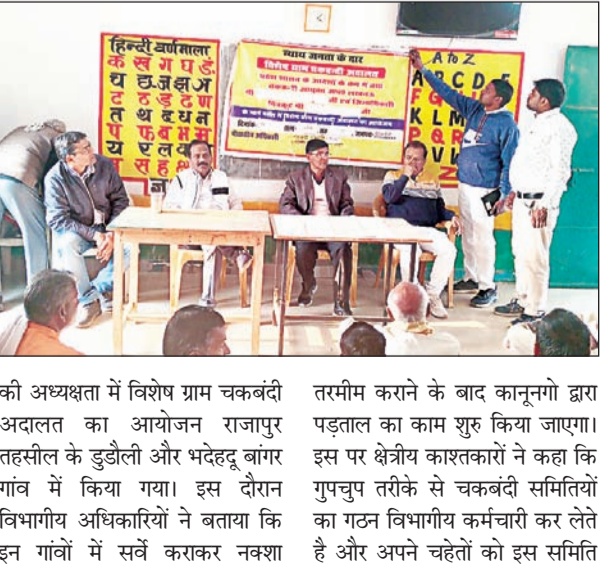 हिन्दी वर्णमाला
क ख ग घ ङ
च छ ज झ ञ
ट ठ ड ढ ण
त थ द ध न
प फ ब भ म
य र ल व
स ह क्ष
न्याय जनता के द्वार
विशेष ग्राम चकबन्दी अदालत
A to Z
A B C D E
F G
K L M
P Q R
U V W
की अध्यक्षता में विशेष ग्राम चकबंदी
अदालत का आयोजन राजापुर
तहसील के डुडौली और भदेहदू बांगर
गांव में किया गया। इस दौरान
विभागीय अधिकारियों ने बताया कि
इन गांवों में सर्वे कराकर नक्शा
तरमीम कराने के बाद कानूनगो द्वारा
पड़ताल का काम शुरु किया जाएगा।
इस पर क्षेत्रीय काश्तकारों ने कहा कि
गुपचुप तरीके से चकबंदी समितियों
का गठन विभागीय कर्मचारी कर लेते
है और अपने चहेतों को इस समिति